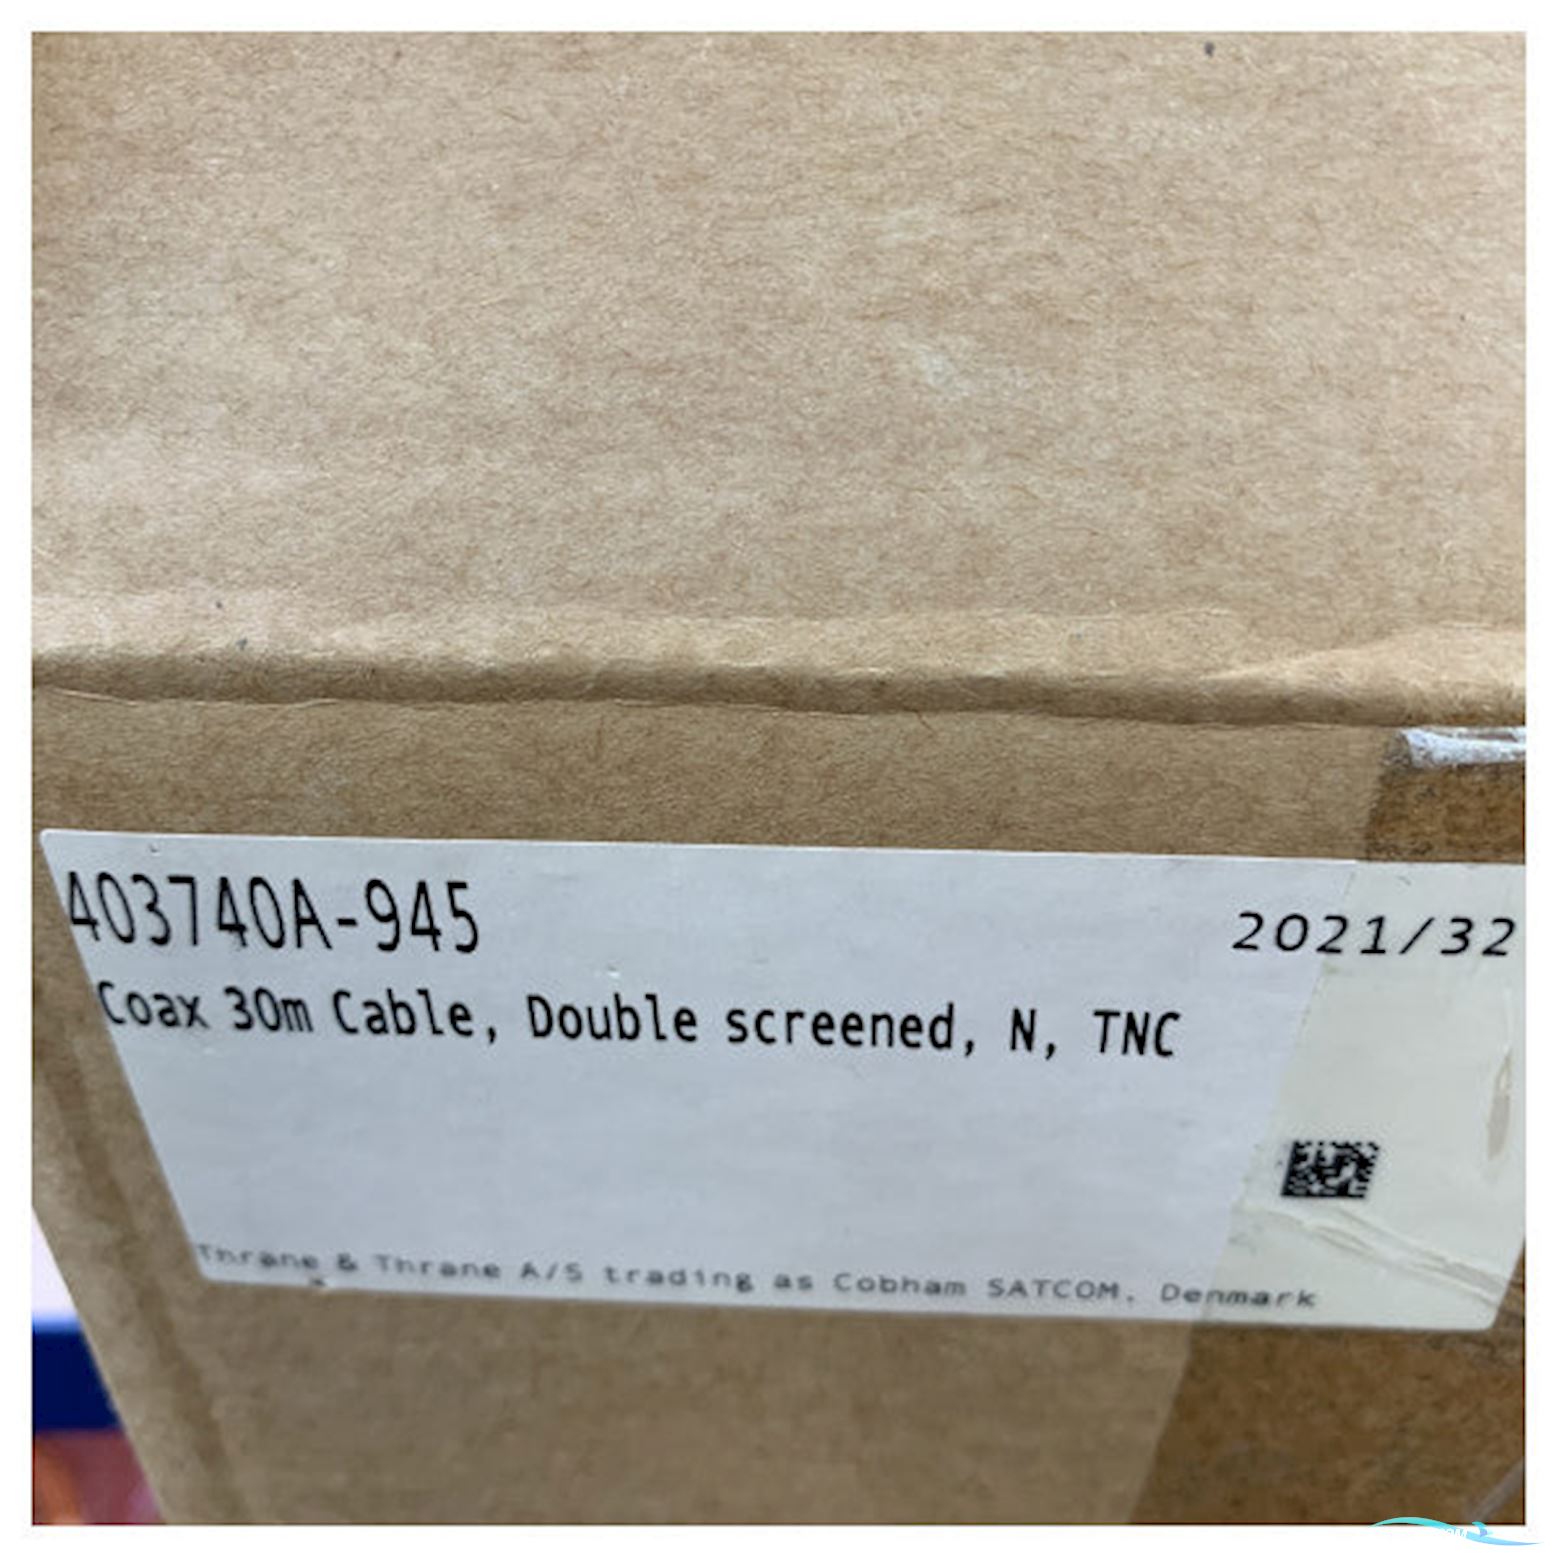 403740A-945
2021/32
Coax 30m Cable, Double screened, N, TNC
Thrane & Thrane A/S trading as Cobham SATCOM, Denmark